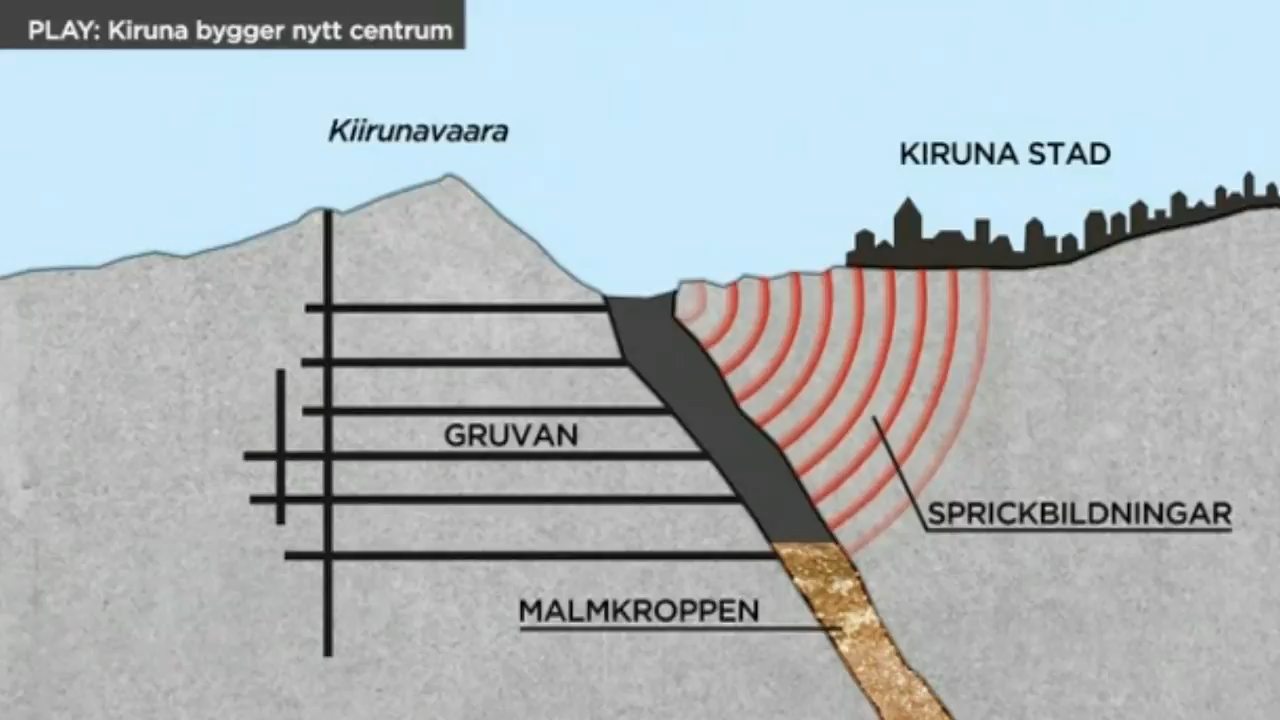 PLAY: Kiruna bygger nytt centrum
Kiirunavaara
KIRUNA STAD
GRUVAN
SPRICKBILDNINGAR
MALMKROPPEN